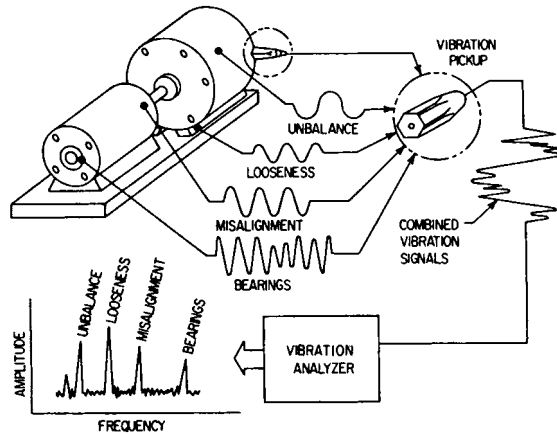 VIBRATION
PICKUP
UNBALANCE
LOOSENESS
MISALIGNMENT
BEARINGS
COMBINED
VIBRATION
SIGNALS
AMPLITUDE
UNBALANCE
LOOSENESS
MISALIGNMENT
BEARINGS
FREQUENCY
VIBRATION
ANALYZER